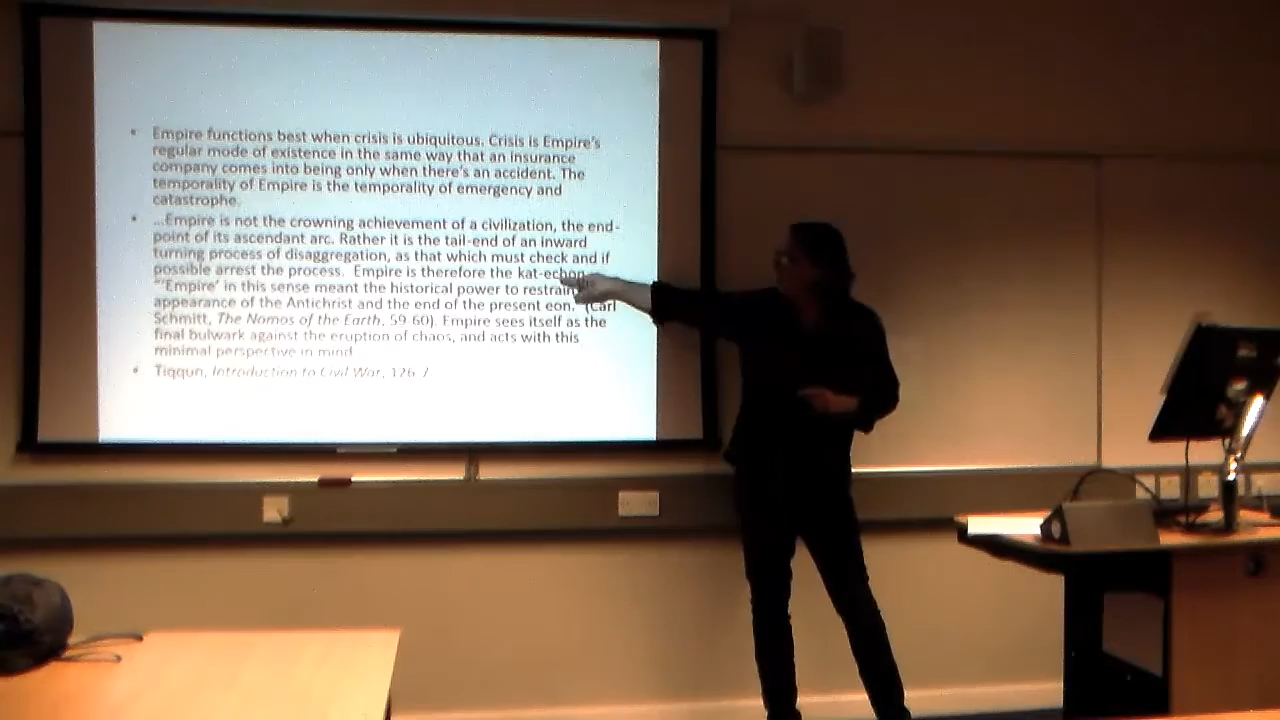 • Empire functions best when crisis is ubiquitous. Crisis is Empire's
regular mode of existence in the same way that an insurance
company comes into being only when there's an accident. The
temporality of Empire is the temporality of emergency and
catastrophe.
• ...Empire is not the crowning achievement of a civilization, the end-
point of its ascendant arc. Rather it is the tail-end of an inward
turning process of disaggregation, as that which must check and if
possible arrest the process. Empire is therefore the kat-echon.
"'Empire' in this sense meant the historical power to restrain
appearance of the Antichrist and the end of the present eon." (Carl
Schmitt, The Nomos of the Earth, 59-60). Empire sees itself as the
final bulwark against the eruption of chaos, and acts with this
minimal perspective in mind
• Tiqqun, Introduction to Civil War, 126-7